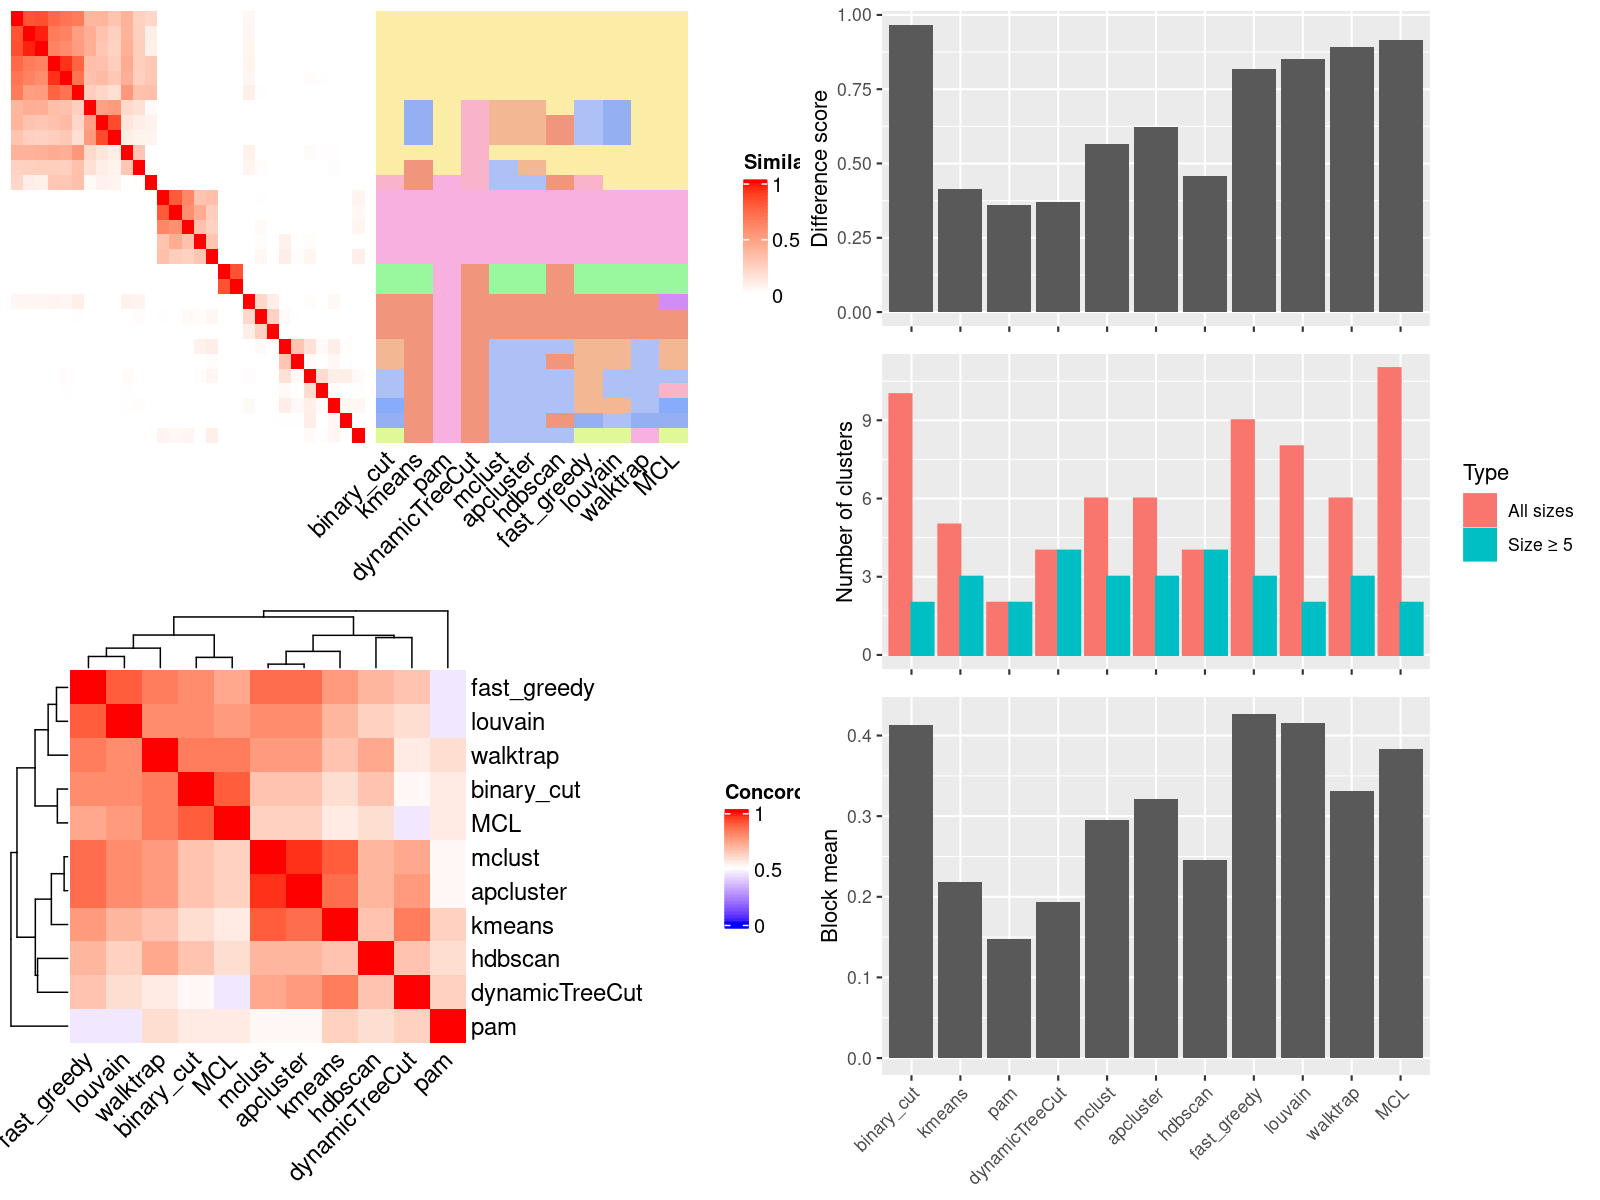 Simila
1
0.5
0
binary_cut
kmeans
pam
dynamicTreeCut
mclust
apcluster
hdbscan
fast_greedy
louvain
walktrap
MCL
fast_greedy
louvain
walktrap
binary_cut
MCL
mclust
apcluster
kmeans
hdbscan
dynamicTreeCut
pam
fast_greedy
louvain
walktrap
binary_cut
MCL
mclust
apcluster
kmeans
hdbscan
dynamicTreeCut
pam
Concord
1
0.5
0
Difference score
1.00
0.75
0.50
0.25
0.00
Number of clusters
9
6
3
0
Type
All sizes
Size ≥ 5
Block mean
0.4
0.3
0.2
0.1
0.0
binary_cut
kmeans
pam
dynamicTreeCut
mclust
apcluster
hdbscan
fast_greedy
louvain
walktrap
MCL